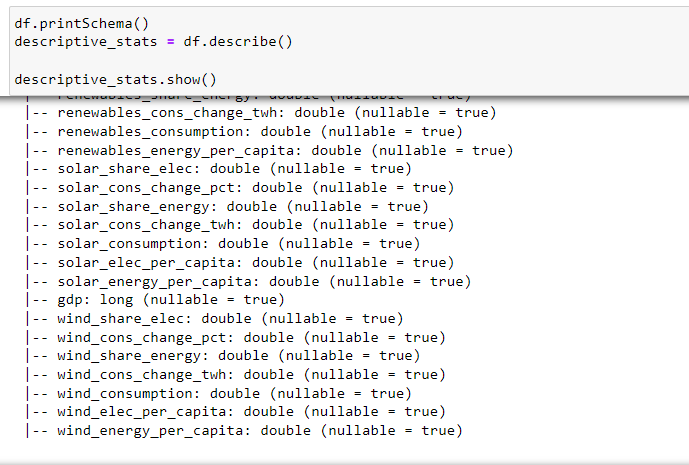 df.printSchema()
descriptive_stats = df.describe()
descriptive_stats.show()
|-- renewables_share_energy: double (nullable = true)
|-- renewables_cons_change_twh: double (nullable = true)
|-- renewables_consumption: double (nullable = true)
|-- renewables_energy_per_capita: double (nullable = true)
|-- solar_share_elec: double (nullable = true)
|-- solar_cons_change_pct: double (nullable = true)
|-- solar_share_energy: double (nullable = true)
|-- solar_cons_change_twh: double (nullable = true)
|-- solar_consumption: double (nullable = true)
|-- solar_elec_per_capita: double (nullable = true)
|-- solar_energy_per_capita: double (nullable = true)
|-- gdp: long (nullable = true)
|-- wind_share_elec: double (nullable = true)
|-- wind_cons_change_pct: double (nullable = true)
|-- wind_share_energy: double (nullable = true)
|-- wind_cons_change_twh: double (nullable = true)
|-- wind_consumption: double (nullable = true)
|-- wind_elec_per_capita: double (nullable = true)
|-- wind_energy_per_capita: double (nullable = true)